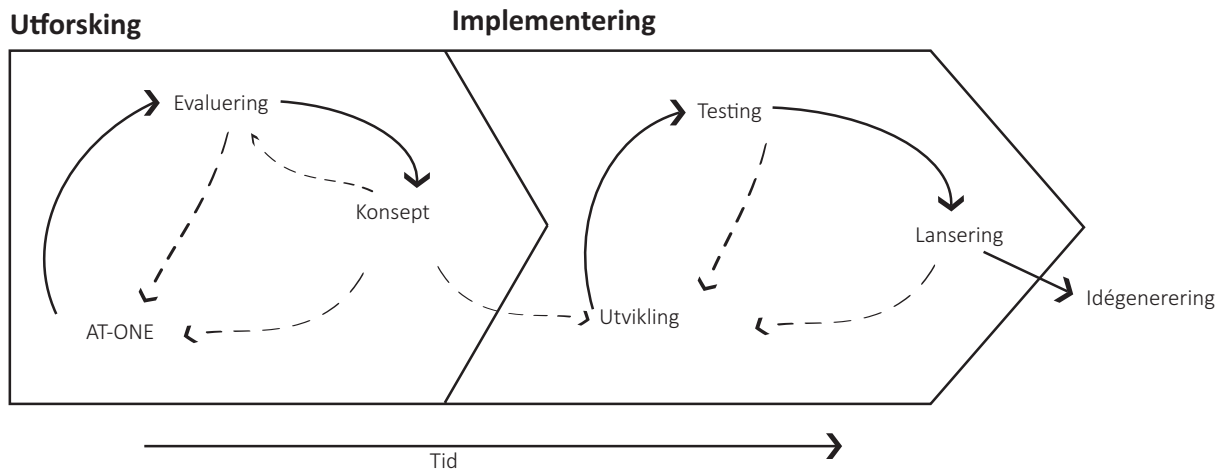 Utforsking
Implementering
Evaluering
Konsept
AT-ONE
Testing
Lansering
Utvikling
Idégenerering
Tid